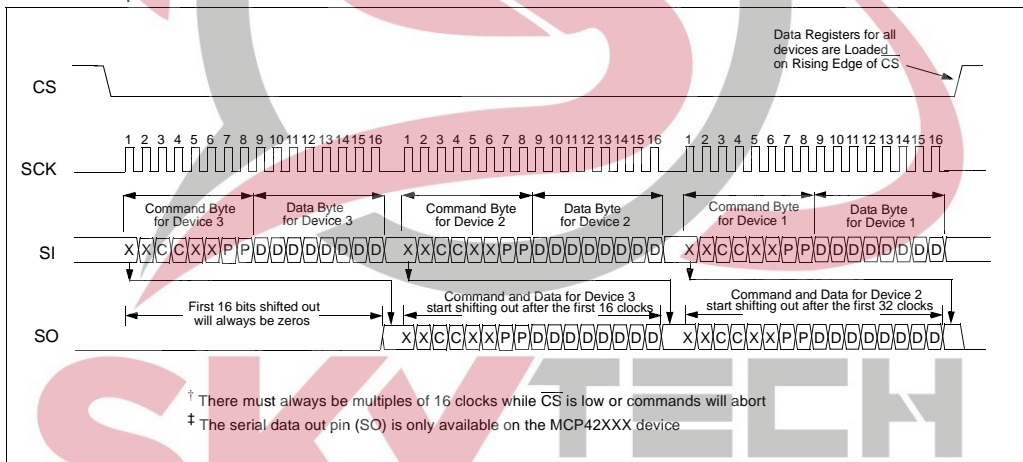 Data Registers for all
devices are Loaded
on Rising Edge of CS
CS
1 2 3 4 5 6 7 8 9 10 11 12 13 14 15 16 1 2 3 4 5 6 7 8 9 10 11 12 13 14 15 16 1 2 3 4 5 6 7 8 9 10 11 12 13 14 15 16
SCK
Command Byte
for Device 3
Data Byte
for Device 3
Command Byte
for Device 2
Data Byte
for Device 2
Command Byte
for Device 1
Data Byte
for Device 1
SI
X X C C X X P P D D D D D D D D X X C C X X P P D D D D D D D D X X C C X X P P D D D D D D D D
First 16 bits shifted out
will always be zeros
Command and Data for Device 3
start shifting out after the first 16 clocks
Command and Data for Device 2
start shifting out after the first 32 clocks
SO
X X C C X X P P D D D D D D D D X X C C X X P P D D D D D D D D
† There must always be multiples of 16 clocks while CS is low or commands will abort
‡ The serial data out pin (SO) is only available on the MCP42XXX device
SKYTECH